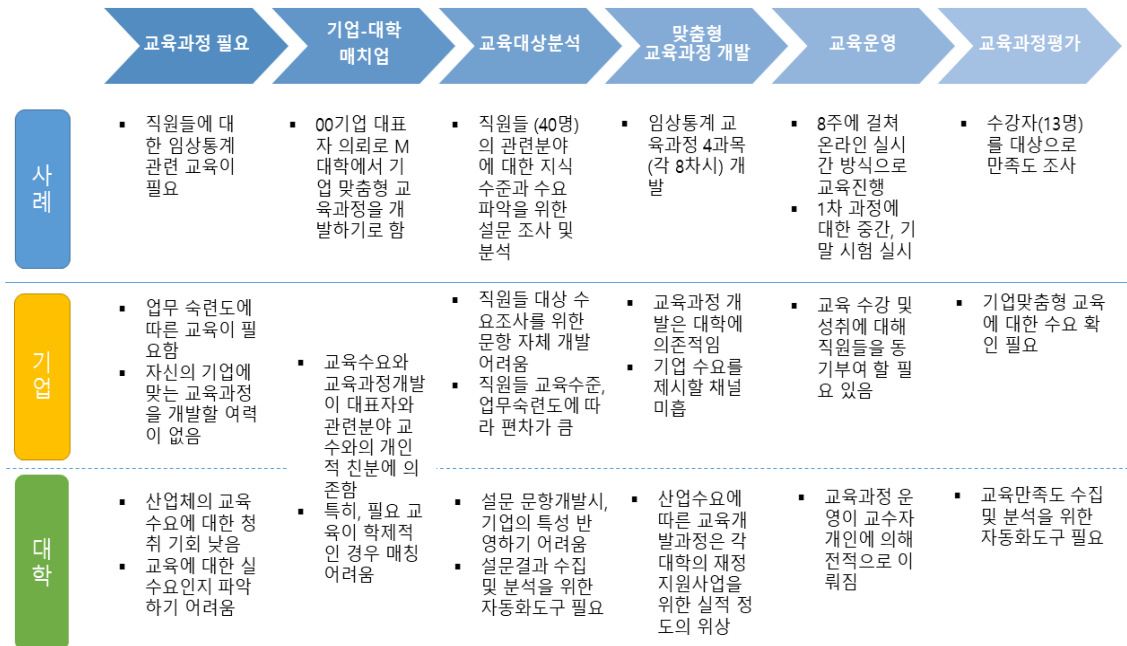 교육과정 필요
기업-대학
매치업
교육대상분석
맞춤형
교육과정 개발
교육운영
교육과정평가
사
례
▪ 직원들에 대
한 임상통계
관련 교육이
필요
▪ 00기업 대표
자 의뢰로 M
대학에서 기
업 맞춤형 교
육과정을 개
발하기로 함
▪ 직원들 (40명)
의 관련분야
에 대한 지식
수준과 수요
파악을 위한
설문 조사 및
분석
▪ 임상통계 교
육과정 4과목
(각 8차시) 개
발
▪ 8주에 걸쳐
온라인 실시
간 방식으로
교육진행
▪ 1차 과정에
대한 중간, 기
말 시험 실시
▪ 수강자(13명)
를 대상으로
만족도 조사
기
업
▪ 업무 숙련도에
따른 교육이 필
요함
▪ 자신의 기업에
맞는 교육과정
을 개발할 여력
이 없음
▪ 교육수요와
교육과정개발
이 대표자와
관련분야 교
수와의 개인
적 친분에 의
존함
▪ 특히, 필요 교
육이 학제적
인 경우 매칭
어려움
▪ 직원들 대상 수
요조사를 위한
문항 자체 개발
어려움
▪ 직원들 교육수준,
업무숙련도에 따
라 편차가 큼
▪ 교육과정 개
발은 대학에
의존적임
▪ 기업 수요를
제시할 채널
미흡
▪ 교육 수강 및
성취에 대해
직원들을 동
기부여 할 필
요 있음
▪ 기업맞춤형 교육
에 대한 수요 확
인 필요
대
학
▪ 산업체의 교육
수요에 대한 청
취 기회 낮음
▪ 교육에 대한 실
수요인지 파악
하기 어려움
▪ 설문 문항개발시,
기업의 특성 반
영하기 어려움
▪ 설문결과 수집
및 분석을 위한
자동화도구 필요
▪ 산업수요에
따른 교육개
발과정은 각
대학의 재정
지원사업을
위한 실적 정
도의 위상
▪ 교육과정 운
영이 교수자
개인에 의해
전적으로 이
뤄짐
▪ 교육만족도 수집
및 분석을 위한
자동화도구 필요